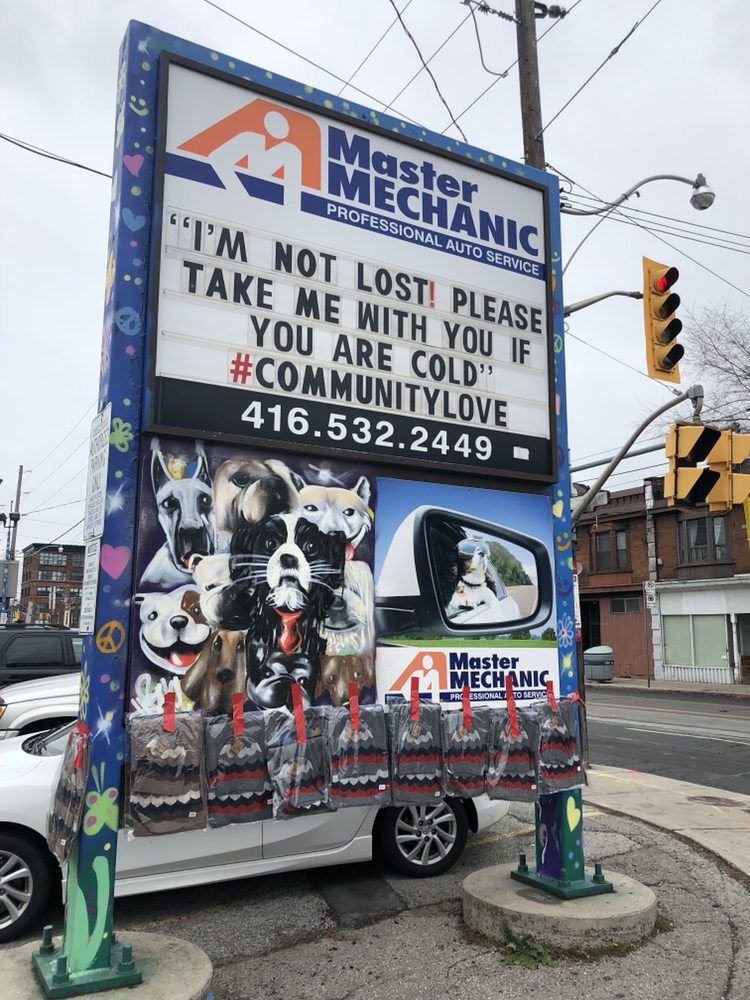 Master
MECHANIC
PROFESSIONAL AUTO SERVICE
“I'M NOT LOST! PLEASE
TAKE ME WITH YOU IF
YOU ARE COLD”
#COMMUNITYLOVE
416.532.2449
Master
MECHANIC
PROFESSIONAL AUTO SERVICE